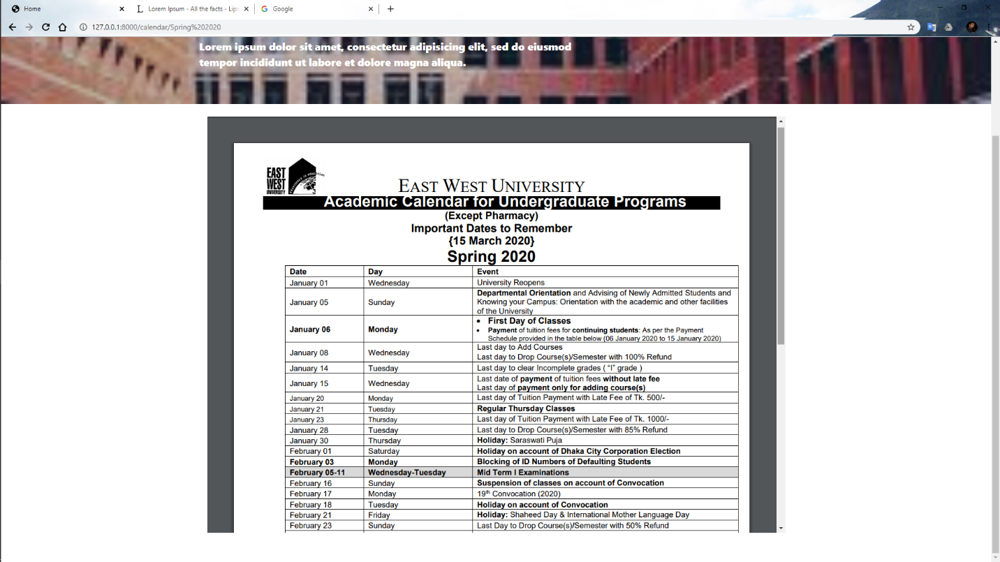 Home
Lorem Ipsum - All the facts - Lips
Google
127.0.0.1:8000/calendar/Spring%202020
Lorem ipsum dolor sit amet, consectetur adipisicing elit, sed do eiusmod
tempor incididunt ut labore et dolore magna aliqua.
EAST
WEST
UNIVERSITY
EAST WEST UNIVERSITY
Academic Calendar for Undergraduate Programs
(Except Pharmacy)
Important Dates to Remember
{15 March 2020}
Spring 2020
Date Day Event
January 01 Wednesday University Reopens
January 05 Sunday Departmental Orientation and Advising of Newly Admitted Students and
Knowing your Campus: Orientation with the academic and other facilities
of the University
January 06 Monday • First Day of Classes
• Payment of tuition fees for continuing students: As per the Payment
Schedule provided in the table below (06 January 2020 to 15 January 2020)
January 08 Wednesday Last day to Add Courses
Last day to Drop Course(s)/Semester with 100% Refund
January 14 Tuesday Last day to clear Incomplete grades ( “I” grade )
January 15 Wednesday Last date of payment of tuition fees without late fee
Last day of payment only for adding course(s)
January 20 Monday Last day of Tuition Payment with Late Fee of Tk. 500/-
January 21 Tuesday Regular Thursday Classes
January 23 Thursday Last day of Tuition Payment with Late Fee of Tk. 1000/-
January 28 Tuesday Last day to Drop Course(s)/Semester with 85% Refund
January 30 Thursday Holiday: Saraswati Puja
February 01 Saturday Holiday on account of Dhaka City Corporation Election
February 03 Monday Blocking of ID Numbers of Defaulting Students
February 05-11 Wednesday-Tuesday Mid Term I Examinations
February 16 Sunday Suspension of classes on account of Convocation
February 17 Monday 19th Convocation (2020)
February 18 Tuesday Holiday on account of Convocation
February 21 Friday Holiday: Shaheed Day & International Mother Language Day
February 23 Sunday Last Day to Drop Course(s)/Semester with 50% Refund